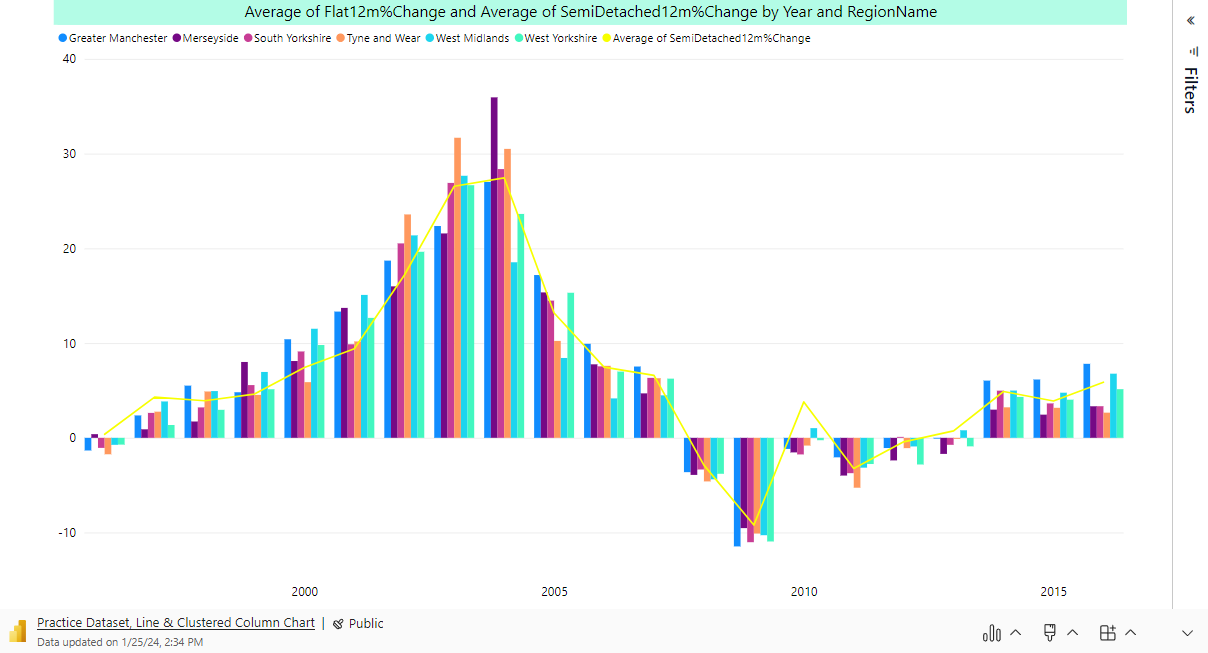 Average of Flat12m%Change and Average of SemiDetached12m%Change by Year and RegionName
Greater Manchester Merseyside South Yorkshire Tyne and Wear West Midlands West Yorkshire Average of SemiDetached12m%Change
40
30
20
10
0
-10
2000 2005 2010 2015
Filters
Practice Dataset, Line & Clustered Column Chart | Public
Data updated on 1/25/24, 2:34 PM